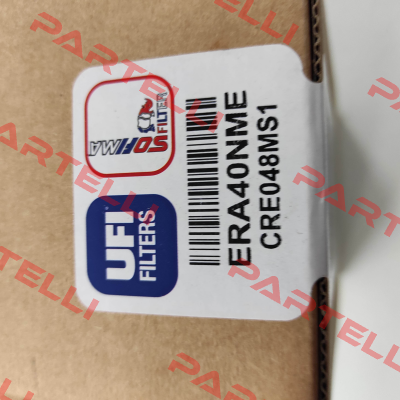 SOFIMA
FILTER
UFI
FILTERS
ERA40NME
CRE048MS1
PARTELLI
PARTELLI
PARTELLI
PARTELLI
PARTELLI